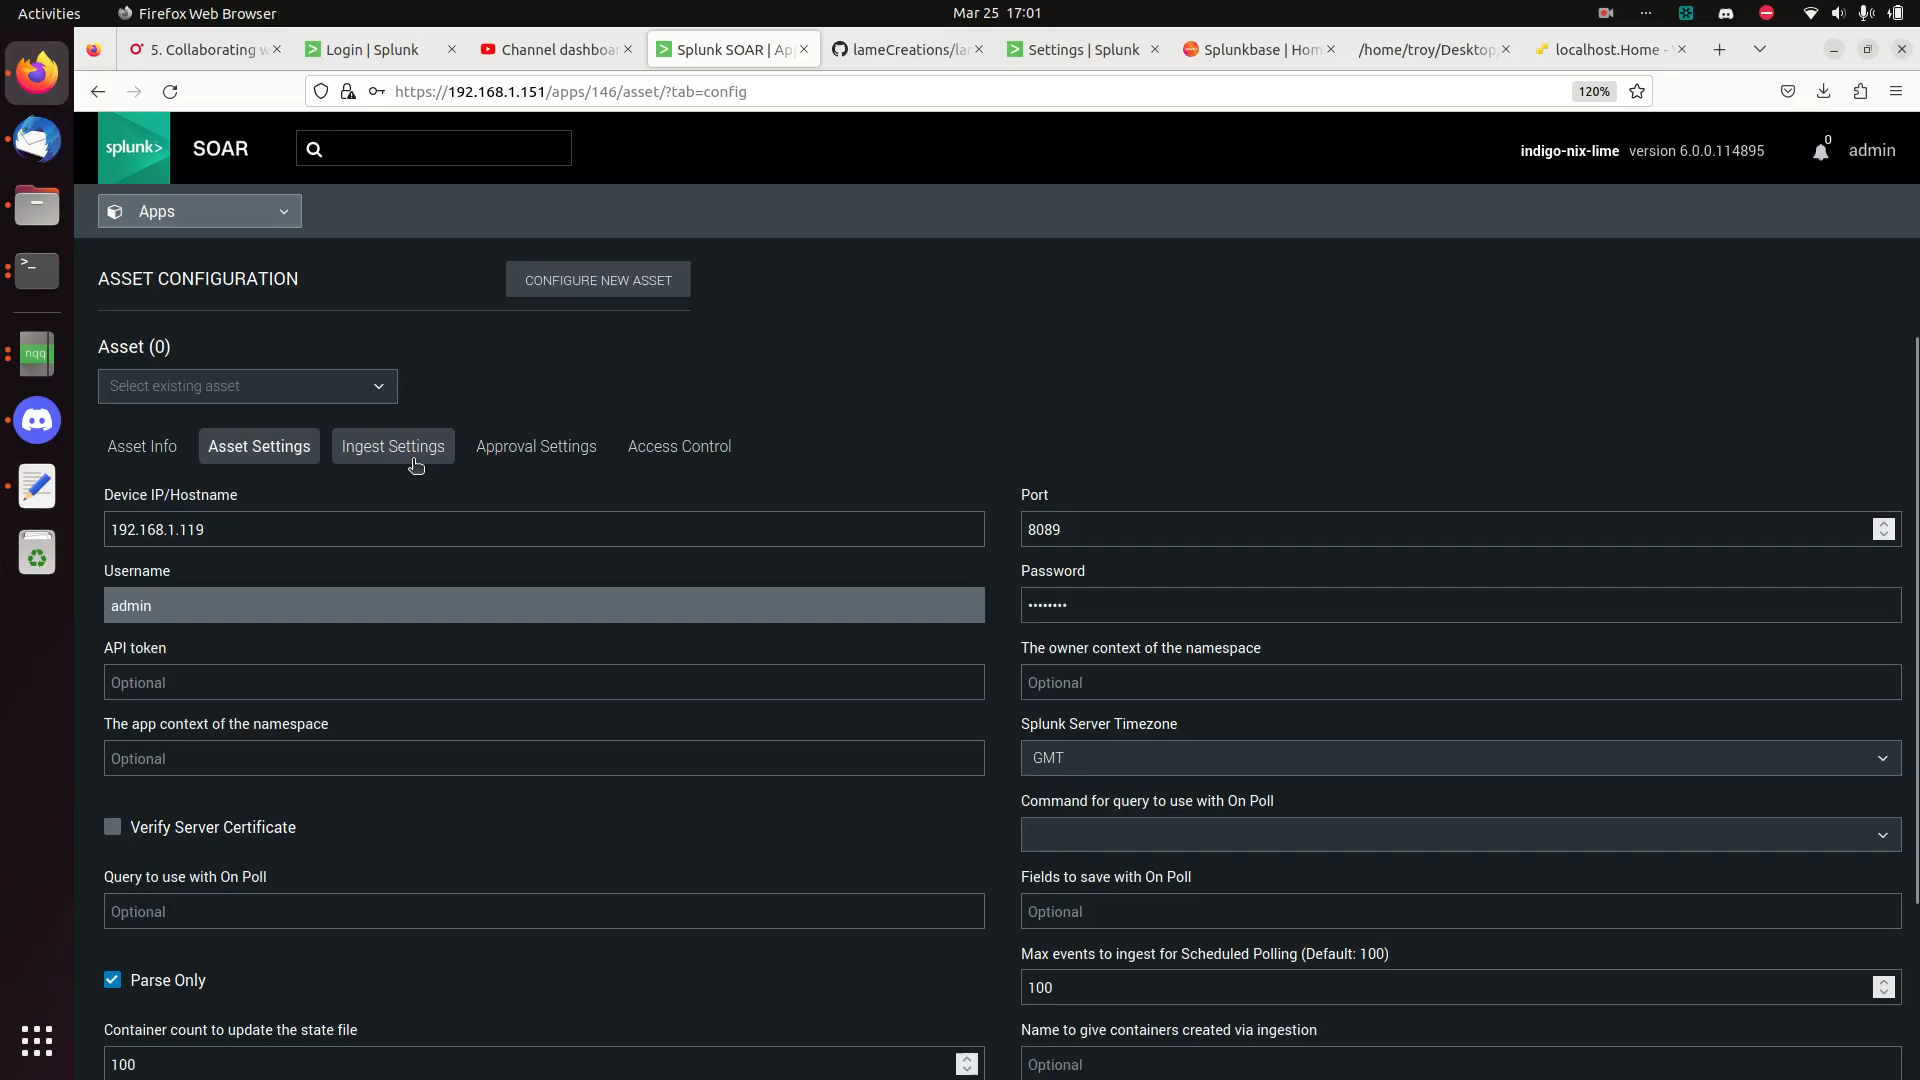 Activities
Firefox Web Browser
Mar 25 17:01
5. Collaborating w
Login | Splunk
Channel dashboa
Splunk SOAR | Ap
lameCreations/la
Settings | Splunk
Splunkbase | Hom
/home/troy/Desktop
localhost.Home -
https://192.168.1.151/apps/146/asset/?tab=config
120%
splunk>
SOAR
indigo-nix-lime version 6.0.0.114895
0
admin
Apps
ASSET CONFIGURATION
CONFIGURE NEW ASSET
Asset (0)
Select existing asset
nqq
Asset Info
Asset Settings
Ingest Settings
Approval Settings
Access Control
Device IP/Hostname
Port
192.168.1.119
8089
Username
Password
admin
••••••••
API token
The owner context of the namespace
Optional
Optional
The app context of the namespace
Splunk Server Timezone
Optional
GMT
Command for query to use with On Poll
Verify Server Certificate
Query to use with On Poll
Fields to save with On Poll
Optional
Optional
Max events to ingest for Scheduled Polling (Default: 100)
Parse Only
100
Container count to update the state file
Name to give containers created via ingestion
100
Optional